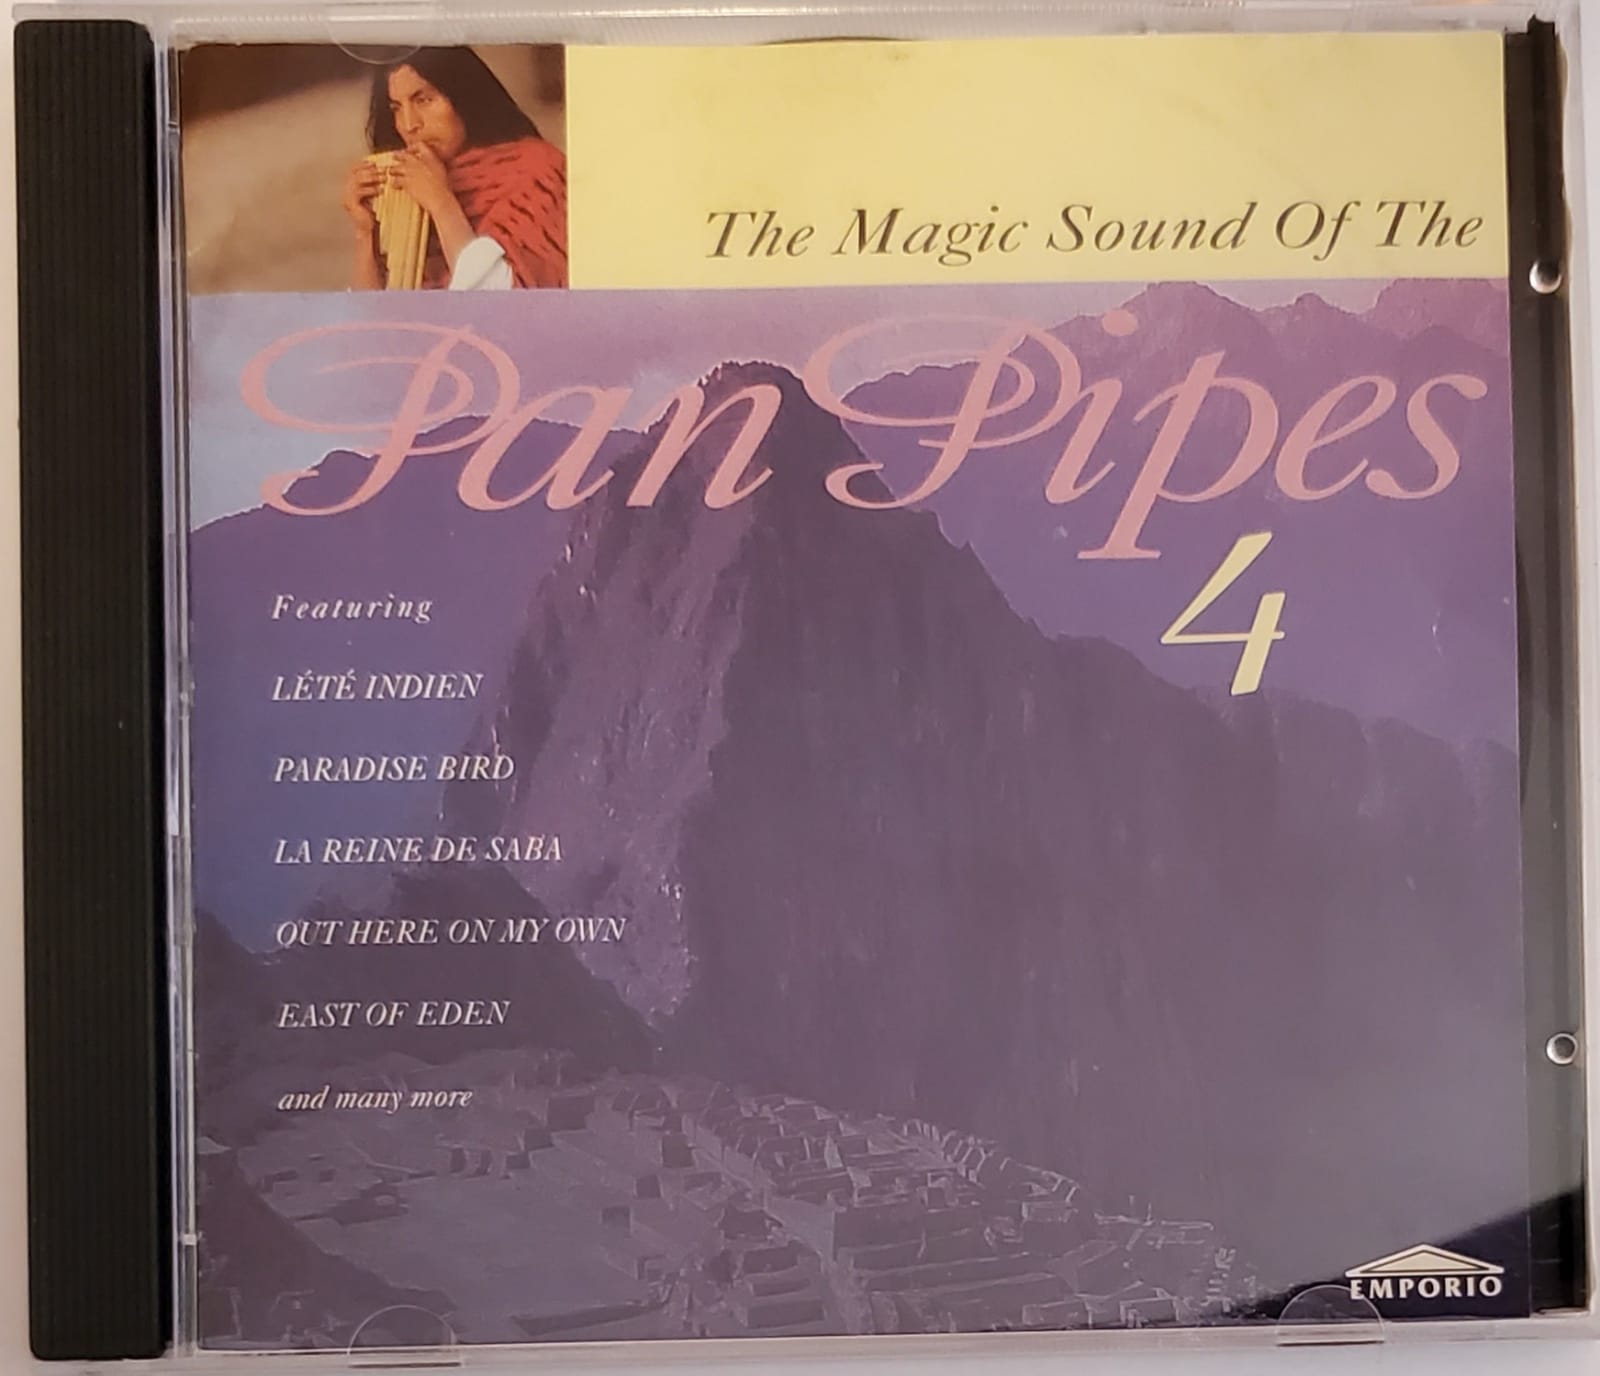 The Magic Sound Of The
Pan Pipes
4
Featuring
LÉTÉ INDIEN
PARADISE BIRD
LA REINE DE SABA
OUT HERE ON MY OWN
EAST OF EDEN
and many more
EMPORIO